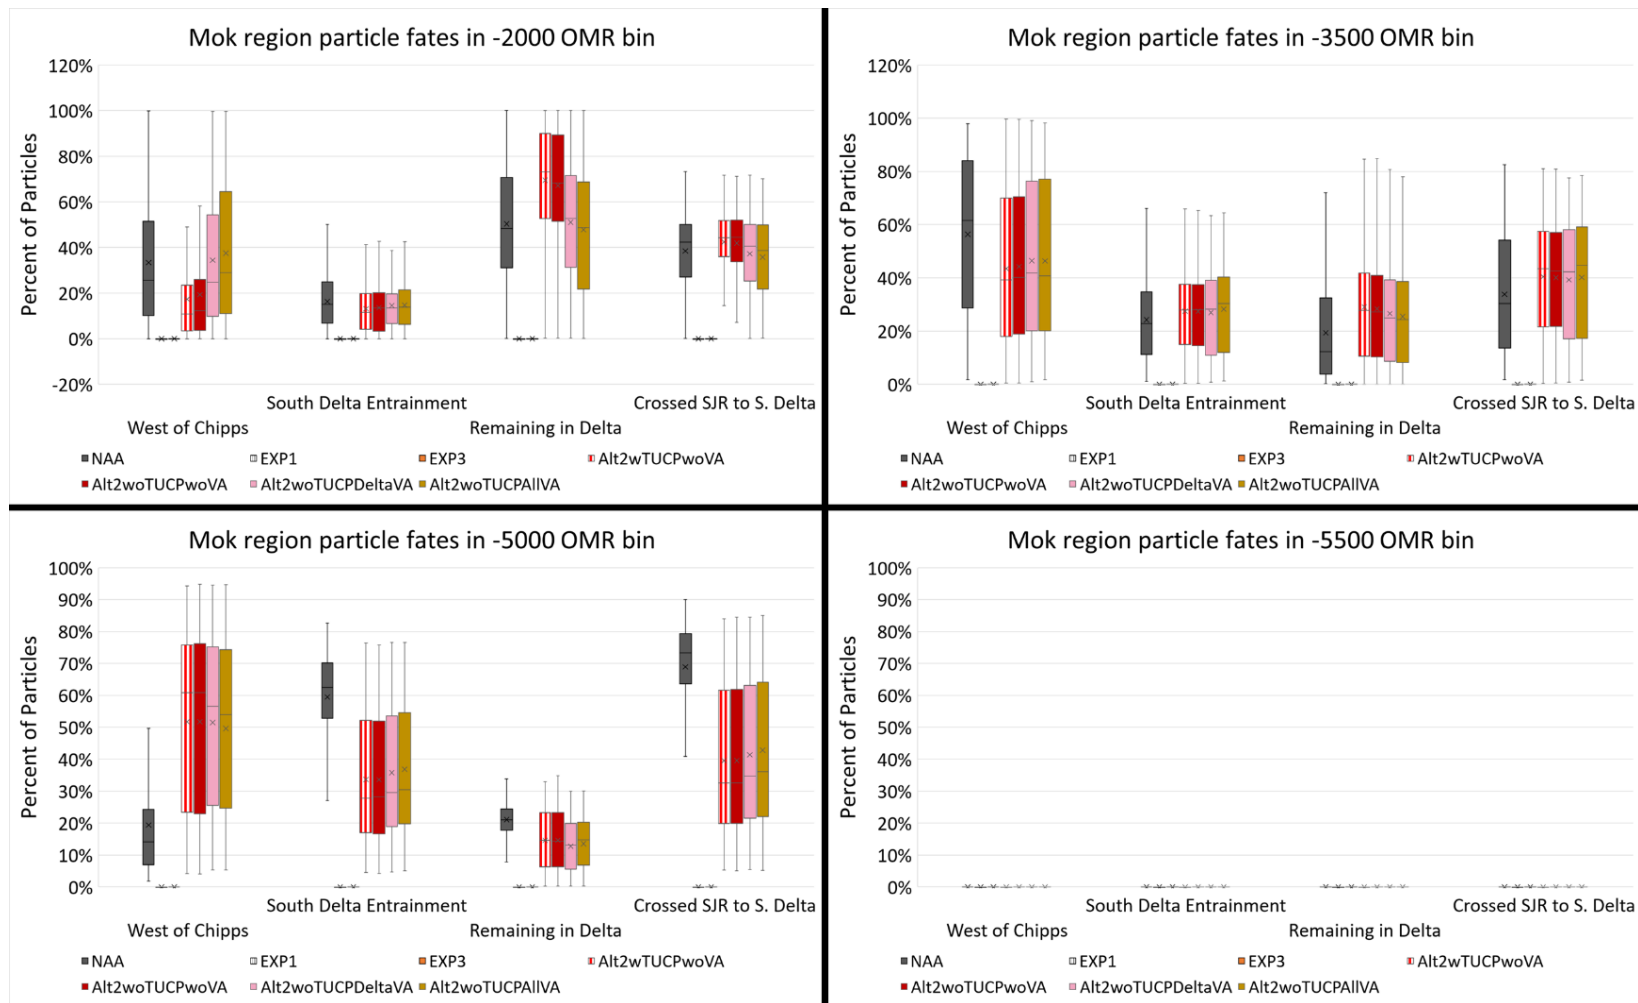 Mok region particle fates in -2000 OMR bin
120%
100%
80%
60%
40%
20%
0%
-20%
Percent of Particles
South Delta Entrainment
Crossed SJR to S. Delta
West of Chipps
Remaining in Delta
NAA
EXP1
EXP3
Alt2wTUCPwoVA
Alt2woTUCPwoVA
Alt2woTUCPDeltaVA
Alt2woTUCPAllVA
Mok region particle fates in -3500 OMR bin
120%
100%
80%
60%
40%
20%
0%
Percent of Particles
South Delta Entrainment
Crossed SJR to S. Delta
West of Chipps
Remaining in Delta
NAA
EXP1
EXP3
Alt2wTUCPwoVA
Alt2woTUCPwoVA
Alt2woTUCPDeltaVA
Alt2woTUCPAllVA
Mok region particle fates in -5000 OMR bin
100%
90%
80%
70%
60%
50%
40%
30%
20%
10%
0%
Percent of Particles
South Delta Entrainment
Crossed SJR to S. Delta
West of Chipps
Remaining in Delta
NAA
EXP1
EXP3
Alt2wTUCPwoVA
Alt2woTUCPwoVA
Alt2woTUCPDeltaVA
Alt2woTUCPAllVA
Mok region particle fates in -5500 OMR bin
100%
90%
80%
70%
60%
50%
40%
30%
20%
10%
0%
Percent of Particles
South Delta Entrainment
Crossed SJR to S. Delta
West of Chipps
Remaining in Delta
NAA
EXP1
EXP3
Alt2wTUCPwoVA
Alt2woTUCPwoVA
Alt2woTUCPDeltaVA
Alt2woTUCPAllVA